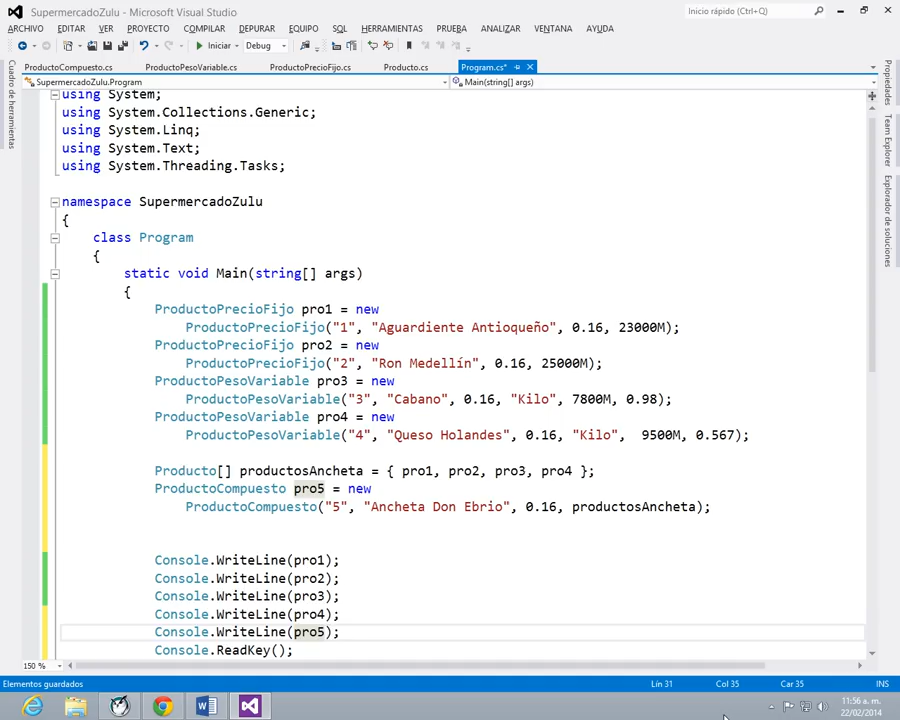 SupermercadoZulu - Microsoft Visual Studio
Inicio rápido (Ctrl+Q)
ARCHIVO EDITAR VER PROYECTO COMPILAR DEPURAR EQUIPO SQL HERRAMIENTAS PRUEBA ANALIZAR VENTANA AYUDA
Iniciar Debug
ProductoCompuesto.cs ProductoPesoVariable.cs ProductoPrecioFijo.cs Producto.cs Program.cs*
SupermercadoZulu.Program Main(string[] args)
Cuadro de herramientas
Propiedades
Team Explorer
Explorador de soluciones
using System;
using System.Collections.Generic;
using System.Linq;
using System.Text;
using System.Threading.Tasks;
namespace SupermercadoZulu
{
class Program
{
static void Main(string[] args)
{
ProductoPrecioFijo pro1 = new
ProductoPrecioFijo("1", "Aguardiente Antioqueño", 0.16, 23000M);
ProductoPrecioFijo pro2 = new
ProductoPrecioFijo("2", "Ron Medellín", 0.16, 25000M);
ProductoPesoVariable pro3 = new
ProductoPesoVariable("3", "Cabano", 0.16, "Kilo", 7800M, 0.98);
ProductoPesoVariable pro4 = new
ProductoPesoVariable("4", "Queso Holandes", 0.16, "Kilo", 9500M, 0.567);
Producto[] productosAncheta = { pro1, pro2, pro3, pro4 };
ProductoCompuesto pro5 = new
ProductoCompuesto("5", "Ancheta Don Ebrio", 0.16, productosAncheta);
Console.WriteLine(pro1);
Console.WriteLine(pro2);
Console.WriteLine(pro3);
Console.WriteLine(pro4);
Console.WriteLine(pro5);
Console.ReadKey();
150 %
Elementos guardados Lín 31 Col 35 Car 35 INS
11:56 a. m.
22/02/2014